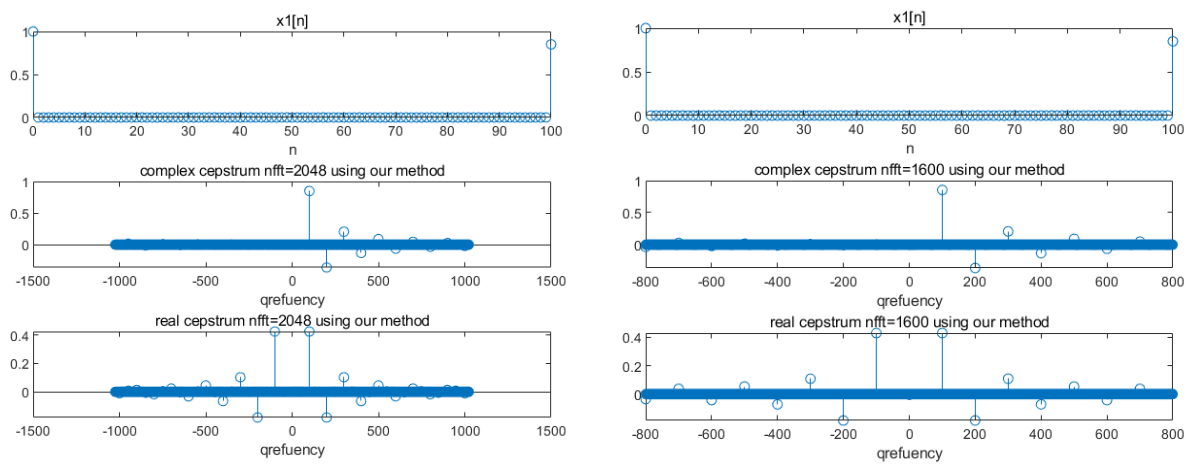 x1[n]
1
0.5
0
0 10 20 30 40 50 60 70 80 90 100
n
complex cepstrum nfft=2048 using our method
1
0.5
0
-1500 -1000 -500 0 500 1000 1500
qrefuency
real cepstrum nfft=2048 using our method
0.4
0.2
0
-1500 -1000 -500 0 500 1000 1500
qrefuency
x1[n]
1
0.5
0
0 10 20 30 40 50 60 70 80 90 100
n
complex cepstrum nfft=1600 using our method
1
0.5
0
-800 -600 -400 -200 0 200 400 600 800
qrefuency
real cepstrum nfft=1600 using our method
0.4
0.2
0
-800 -600 -400 -200 0 200 400 600 800
qrefuency